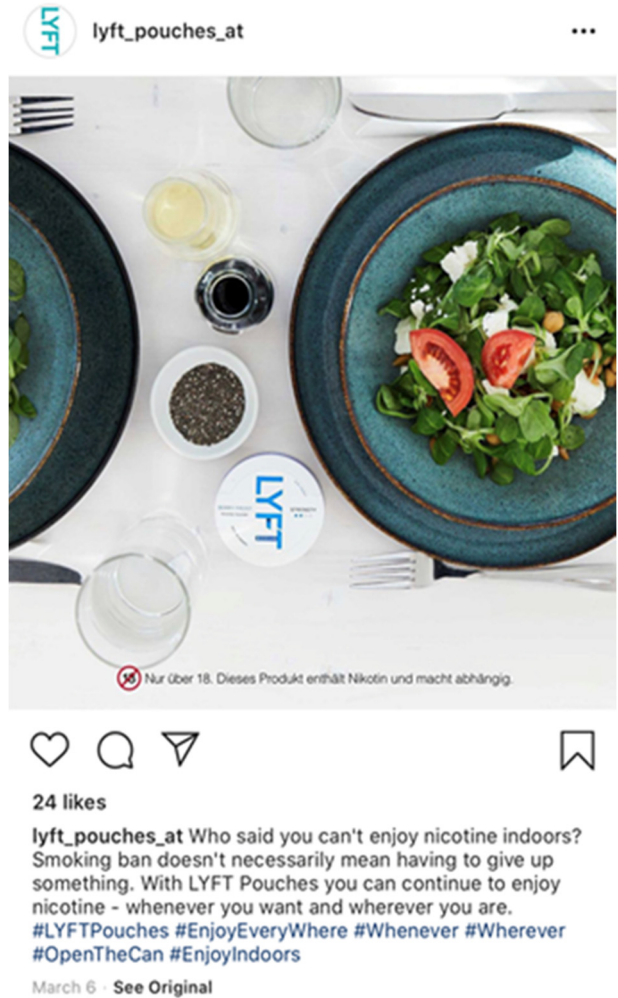 LYFT
lyft_pouches_at
LYFT
Nur über 18. Dieses Produkt enthält Nikotin und macht abhängig.
24 likes
lyft_pouches_at Who said you can't enjoy nicotine indoors?
Smoking ban doesn't necessarily mean having to give up
something. With LYFT Pouches you can continue to enjoy
nicotine - whenever you want and wherever you are.
#LYFTPouches #EnjoyEveryWhere #Whenever #Wherever
#OpenTheCan #EnjoyIndoors
March 6 · See Original